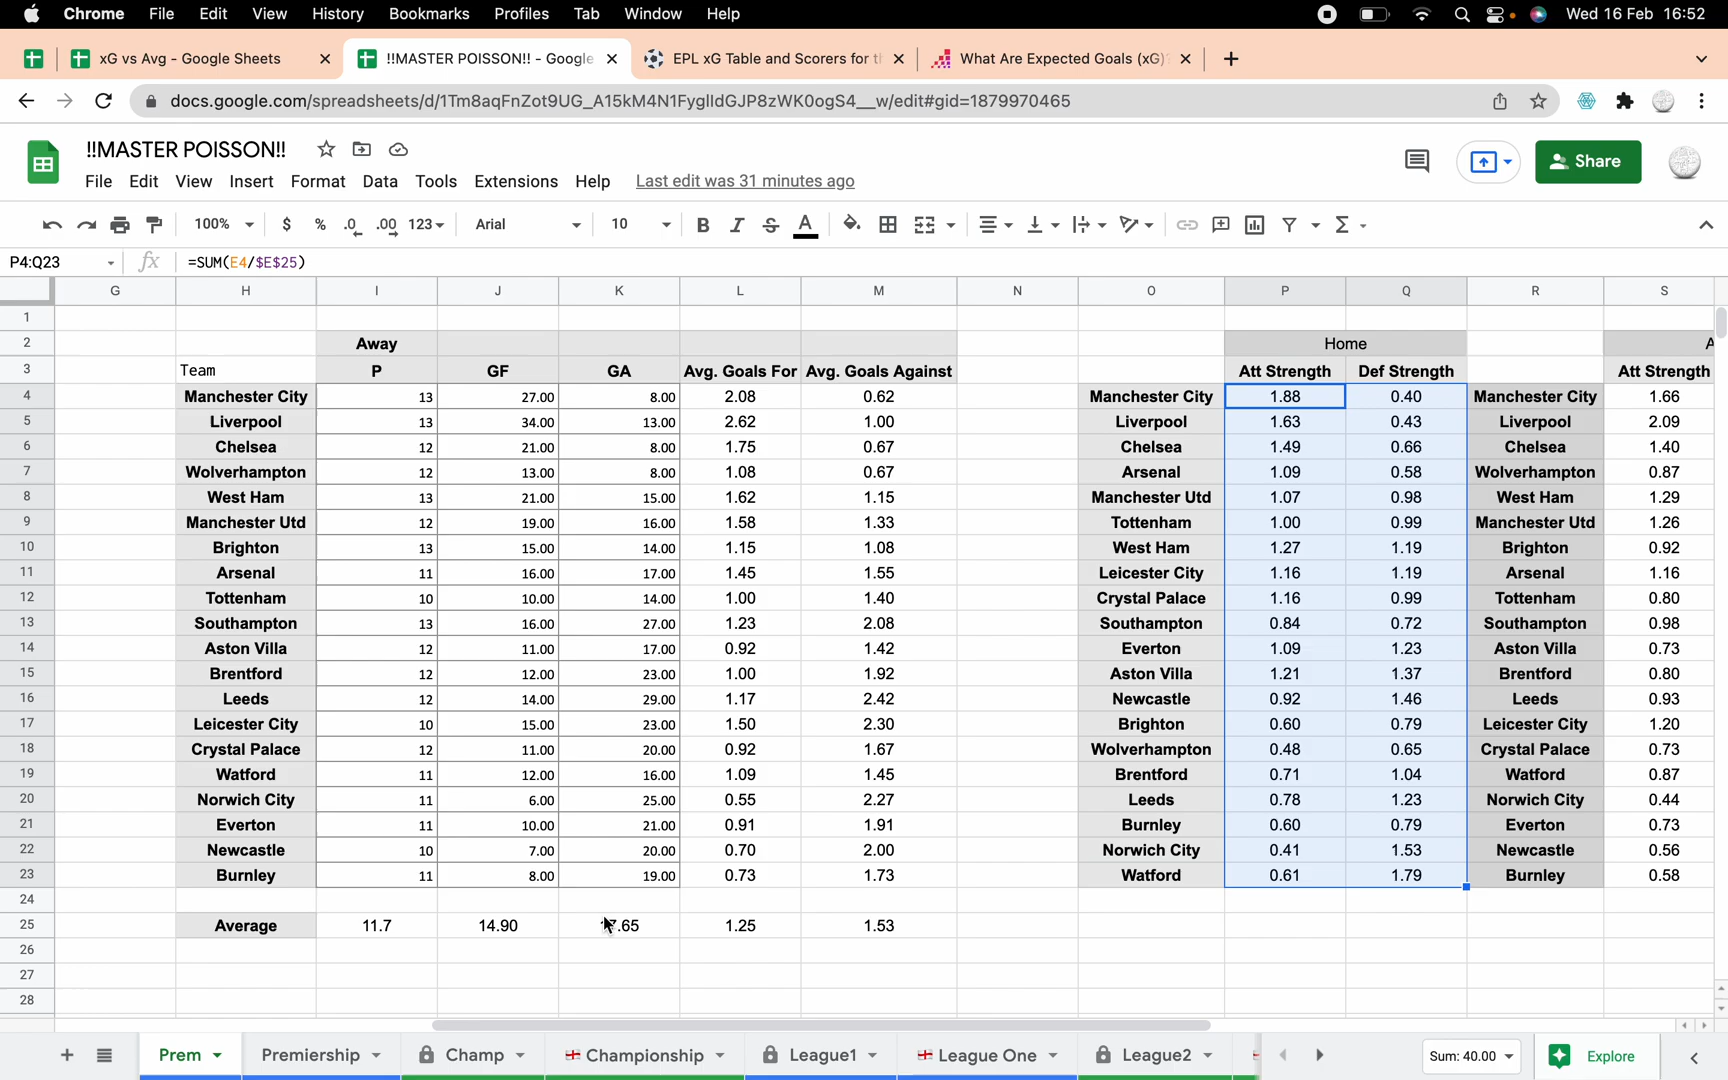 Chrome File Edit View History Bookmarks Profiles Tab Window Help Wed 16 Feb 16:52
xG vs Avg - Google Sheets !!MASTER POISSON!! - Google EPL xG Table and Scorers for t What Are Expected Goals (xG)?
docs.google.com/spreadsheets/d/1Tm8aqFnZot9UG_A15kM4N1FyglIdGJP8zWK0ogS4__w/edit#gid=1879970465
!!MASTER POISSON!!
Share
File Edit View Insert Format Data Tools Extensions Help Last edit was 31 minutes ago
100% $ % .0 .00 123 Arial 10 B I S A Σ
P4:Q23 fx =SUM(E4/$E$25)
G H I J K L M N O P Q R S
1
2 Away Home A
3 Team P GF GA Avg. Goals For Avg. Goals Against Att Strength Def Strength Att Strength
4 Manchester City 13 27.00 8.00 2.08 0.62 Manchester City 1.88 0.40 Manchester City 1.66
5 Liverpool 13 34.00 13.00 2.62 1.00 Liverpool 1.63 0.43 Liverpool 2.09
6 Chelsea 12 21.00 8.00 1.75 0.67 Chelsea 1.49 0.66 Chelsea 1.40
7 Wolverhampton 12 13.00 8.00 1.08 0.67 Arsenal 1.09 0.58 Wolverhampton 0.87
8 West Ham 13 21.00 15.00 1.62 1.15 Manchester Utd 1.07 0.98 West Ham 1.29
9 Manchester Utd 12 19.00 16.00 1.58 1.33 Tottenham 1.00 0.99 Manchester Utd 1.26
10 Brighton 13 15.00 14.00 1.15 1.08 West Ham 1.27 1.19 Brighton 0.92
11 Arsenal 11 16.00 17.00 1.45 1.55 Leicester City 1.16 1.19 Arsenal 1.16
12 Tottenham 10 10.00 14.00 1.00 1.40 Crystal Palace 1.16 0.99 Tottenham 0.80
13 Southampton 13 16.00 27.00 1.23 2.08 Southampton 0.84 0.72 Southampton 0.98
14 Aston Villa 12 11.00 17.00 0.92 1.42 Everton 1.09 1.23 Aston Villa 0.73
15 Brentford 12 12.00 23.00 1.00 1.92 Aston Villa 1.21 1.37 Brentford 0.80
16 Leeds 12 14.00 29.00 1.17 2.42 Newcastle 0.92 1.46 Leeds 0.93
17 Leicester City 10 15.00 23.00 1.50 2.30 Brighton 0.60 0.79 Leicester City 1.20
18 Crystal Palace 12 11.00 20.00 0.92 1.67 Wolverhampton 0.48 0.65 Crystal Palace 0.73
19 Watford 11 12.00 16.00 1.09 1.45 Brentford 0.71 1.04 Watford 0.87
20 Norwich City 11 6.00 25.00 0.55 2.27 Leeds 0.78 1.23 Norwich City 0.44
21 Everton 11 10.00 21.00 0.91 1.91 Burnley 0.60 0.79 Everton 0.73
22 Newcastle 10 7.00 20.00 0.70 2.00 Norwich City 0.41 1.53 Newcastle 0.56
23 Burnley 11 8.00 19.00 0.73 1.73 Watford 0.61 1.79 Burnley 0.58
24
25 Average 11.7 14.90 1.25 1.53
26
27
28
Prem Premiership Champ Championship League1 League One League2 Sum: 40.00 Explore